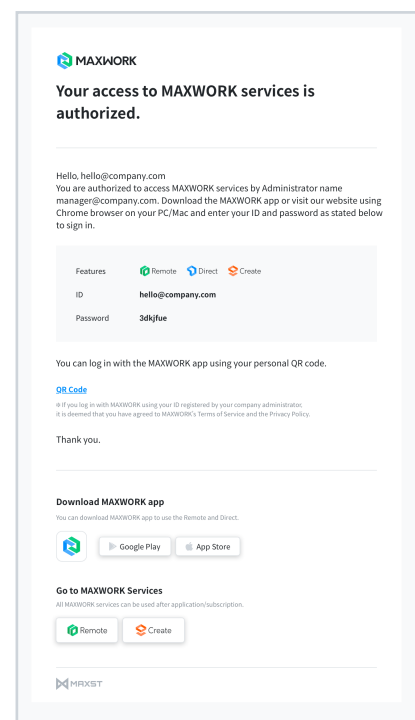 MAXWORK
Your access to MAXWORK services is
authorized.
Hello, hello@company.com
You are authorized to access MAXWORK services by Administrator name
manager@company.com. Download the MAXWORK app or visit our website using
Chrome browser on your PC/Mac and enter your ID and password as stated below
to sign in.
Features Remote Direct Create
ID hello@company.com
Password 3dkjfue
You can log in with the MAXWORK app using your personal QR code.
QR Code
※ If you log in with MAXWORK using your ID registered by your company administrator,
it is deemed that you have agreed to MAXWORK's Terms of Service and the Privacy Policy.
Thank you.
Download MAXWORK app
You can download MAXWORK app to use the Remote and Direct.
Google Play App Store
Go to MAXWORK Services
All MAXWORK services can be used after application/subscription.
Remote Create
MAXST